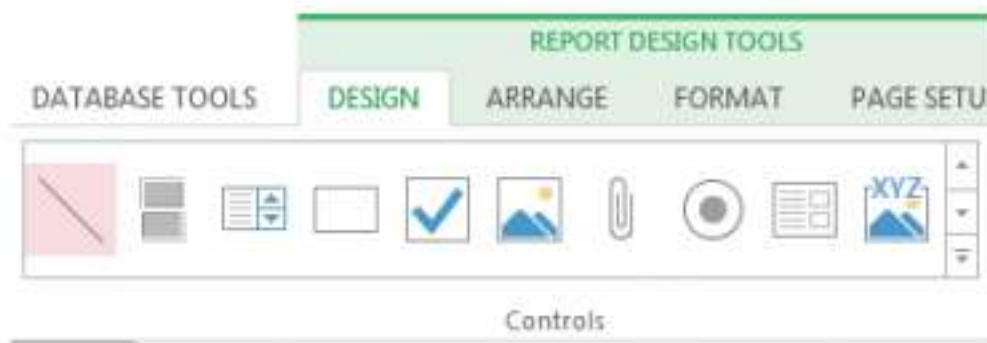 REPORT DESIGN TOOLS
DATABASE TOOLS DESIGN ARRANGE FORMAT PAGE SETU
XYZ
Controls